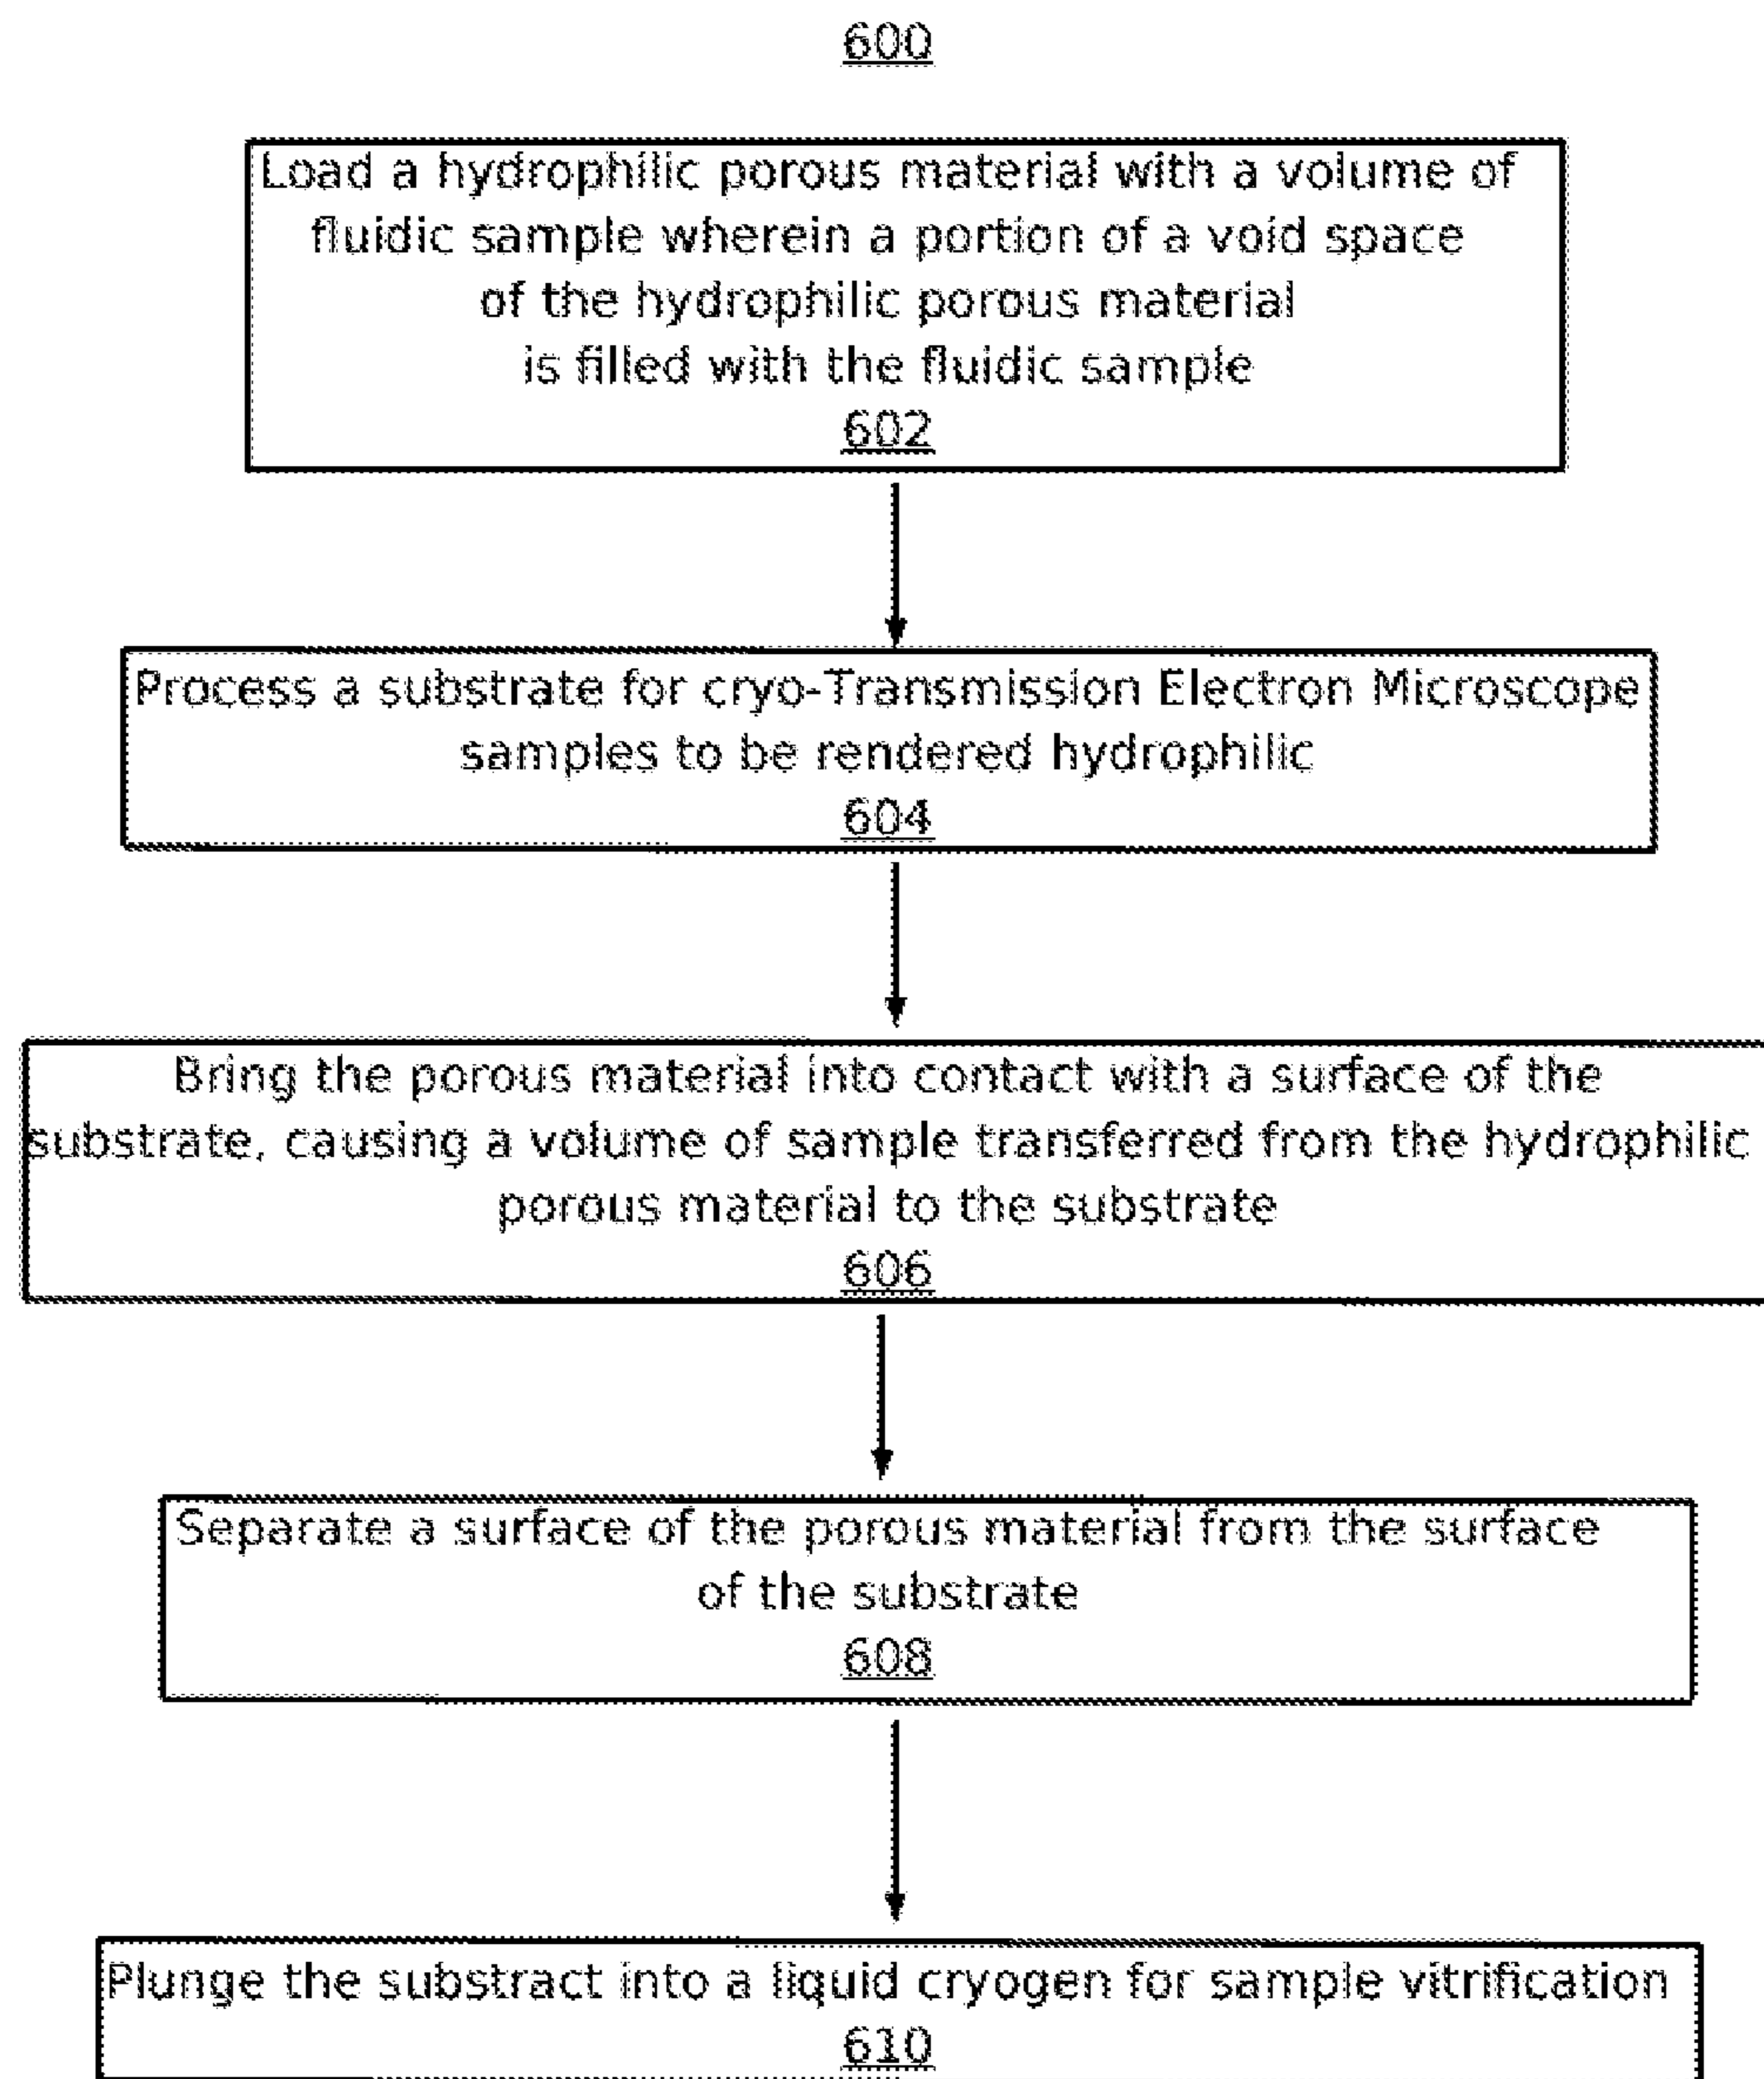 600
Load a hydrophilic porous material with a volume of
fluidic sample wherein a portion of a void space
of the hydrophilic porous material
is filled with the fluidic sample
602
Process a substrate for cryo-Transmission Electron Microscope
samples to be rendered hydrophilic
604
Bring the porous material into contact with a surface of the
substrate, causing a volume of sample transferred from the hydrophilic
porous material to the substrate
606
Separate a surface of the porous material from the surface
of the substrate
608
Plunge the substract into a liquid cryogen for sample vitrification
610